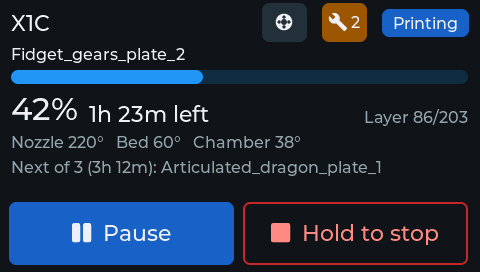 X1C
2
Printing
Fidget_gears_plate_2
42% 1h 23m left
Layer 86/203
Nozzle 220° Bed 60° Chamber 38°
Next of 3 (3h 12m): Articulated_dragon_plate_1
Pause
Hold to stop